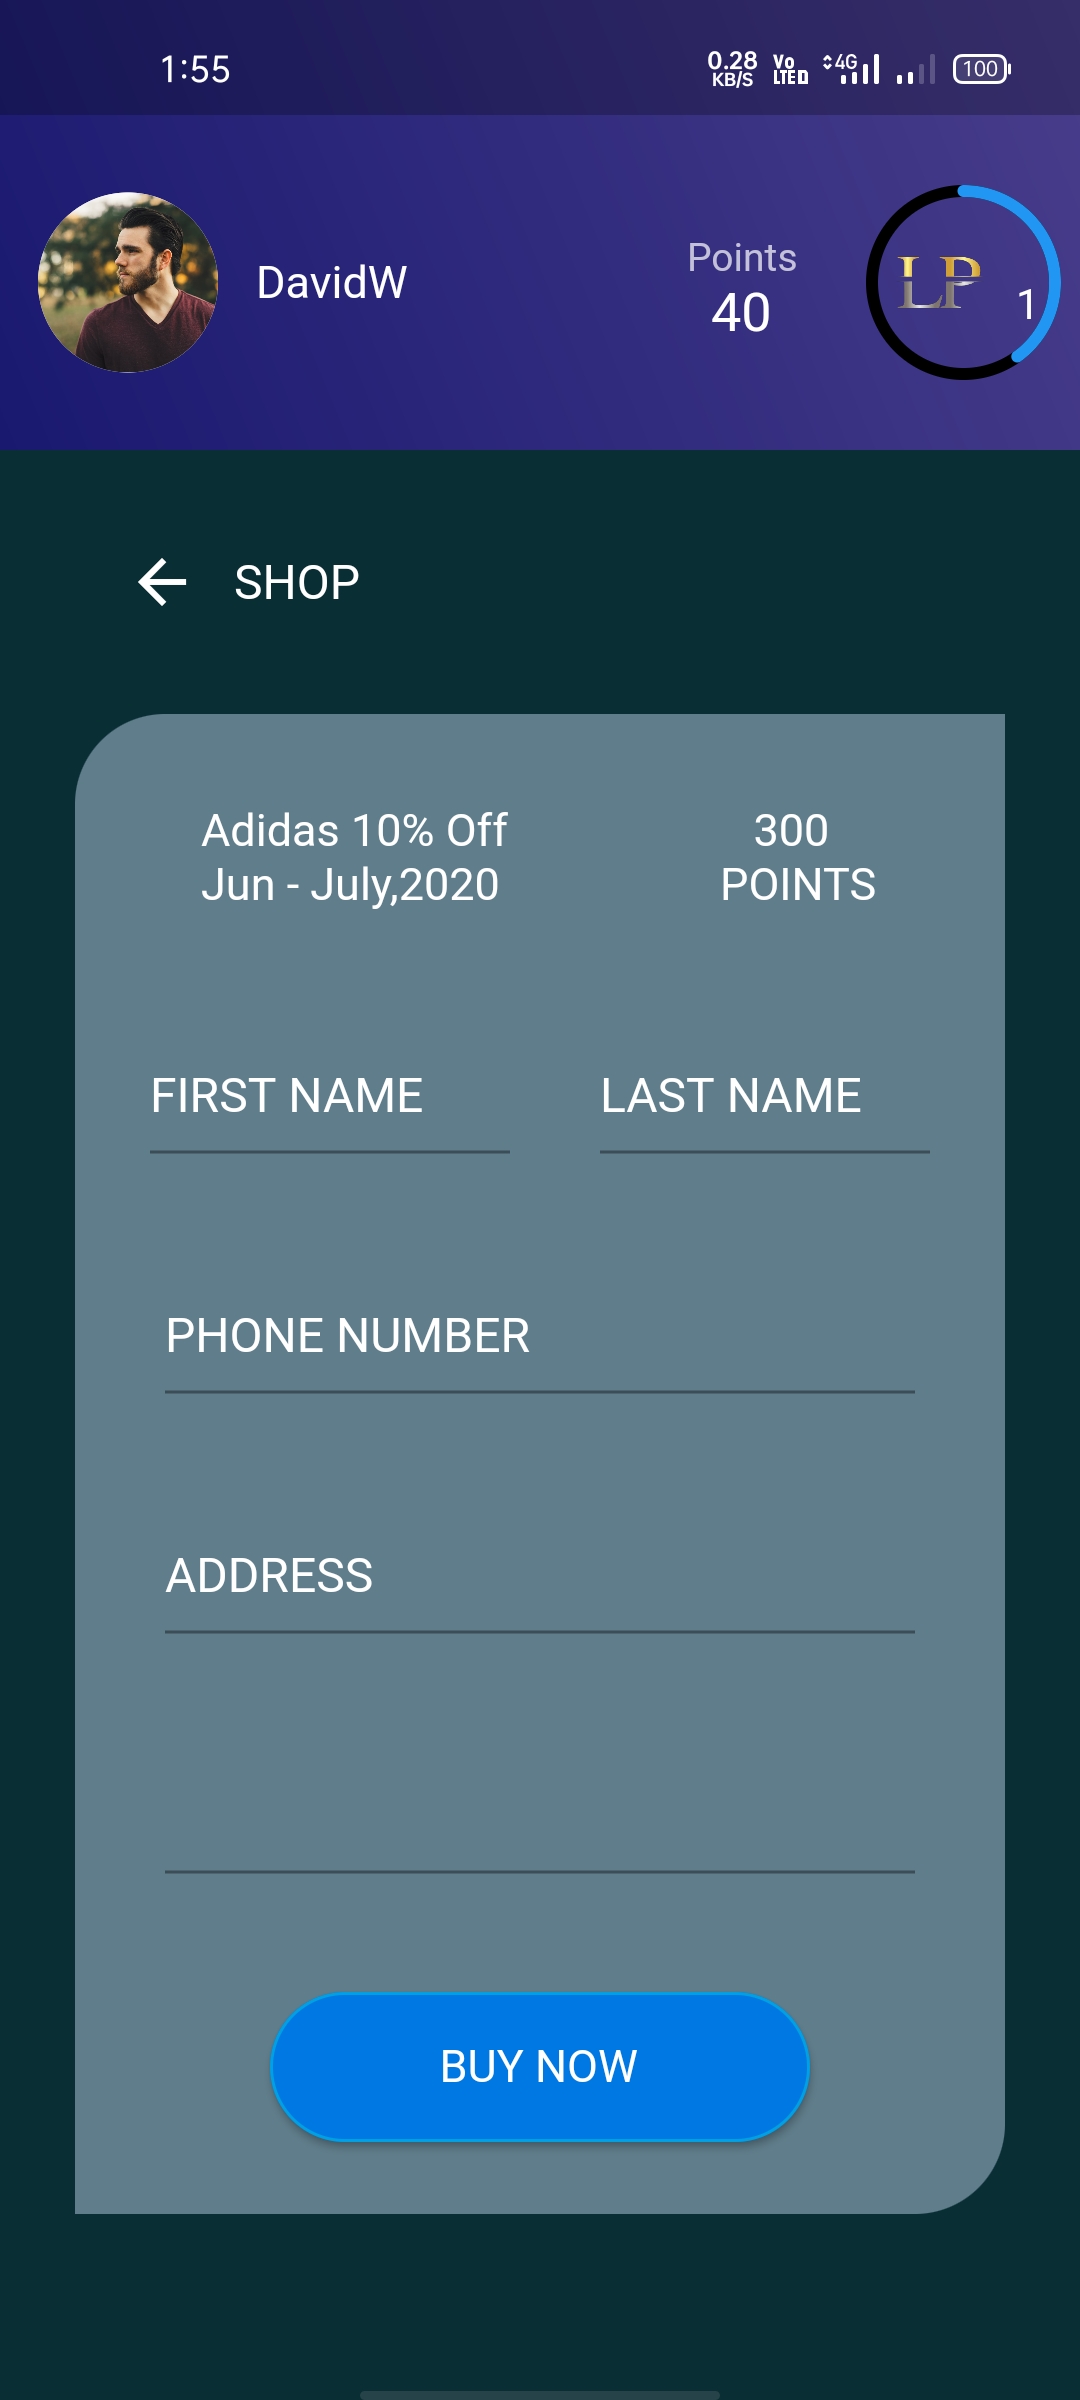 1:55
0.28
KB/S
Vo
LTE
4G
100
DavidW
Points
40
LP
1
SHOP
Adidas 10% Off
Jun - July,2020
300
POINTS
FIRST NAME
LAST NAME
PHONE NUMBER
ADDRESS
BUY NOW